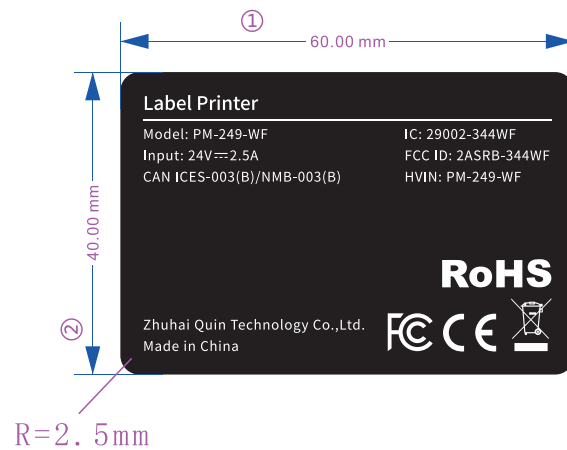 ①
60.00 mm
Label Printer
Model: PM-249-WF
IC: 29002-344WF
Input: 24V⎓2.5A
FCC ID: 2ASRB-344WF
CAN ICES-003(B)/NMB-003(B)
HVIN: PM-249-WF
40.00 mm
②
RoHS
Zhuhai Quin Technology Co.,Ltd.
Made in China
FC CE
R=2.5mm